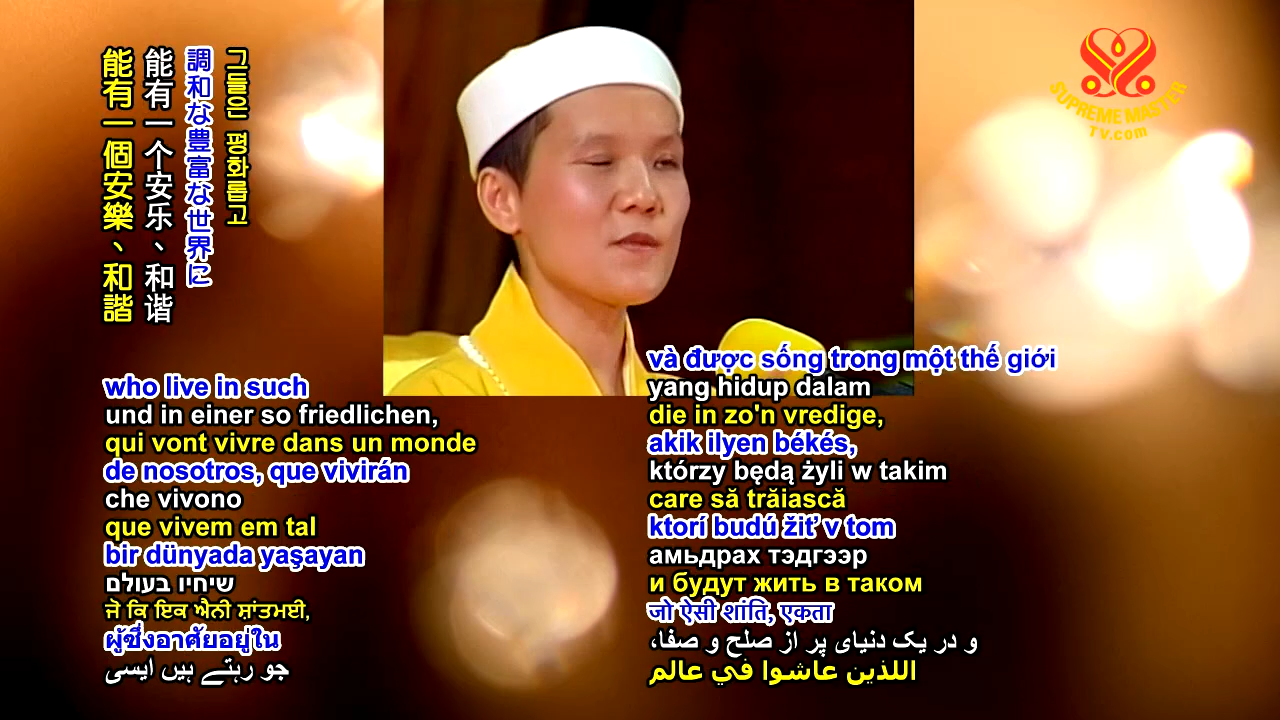 能有一個安樂、和諧
能有一个安乐、和谐
調和な豊富な世界に
그들은 평화롭고
SUPREME MASTER
TV.com
who live in such
und in einer so friedlichen,
qui vont vivre dans un monde
de nosotros, que vivirán
che vivono
que vivem em tal
bir dünyada yaşayan
שיחיו בעולם
ਜੋ ਕਿ ਇਕ ਐਨੀ ਸ਼ਾਂਤਮਈ,
ผู้ซึ่งอาศัยอยู่ใน
جو رہتے ہیں ایسی
và được sống trong một thế giới
yang hidup dalam
die in zo'n vredige,
akik ilyen békés,
którzy będą żyli w takim
care să trăiască
ktorí budú žiť v tom
амьдрах тэдгээр
и будут жить в таком
जो ऐसी शांति, एकता
و در یک دنیای پر از صلح و صفا،
اللذين عاشوا في عالم